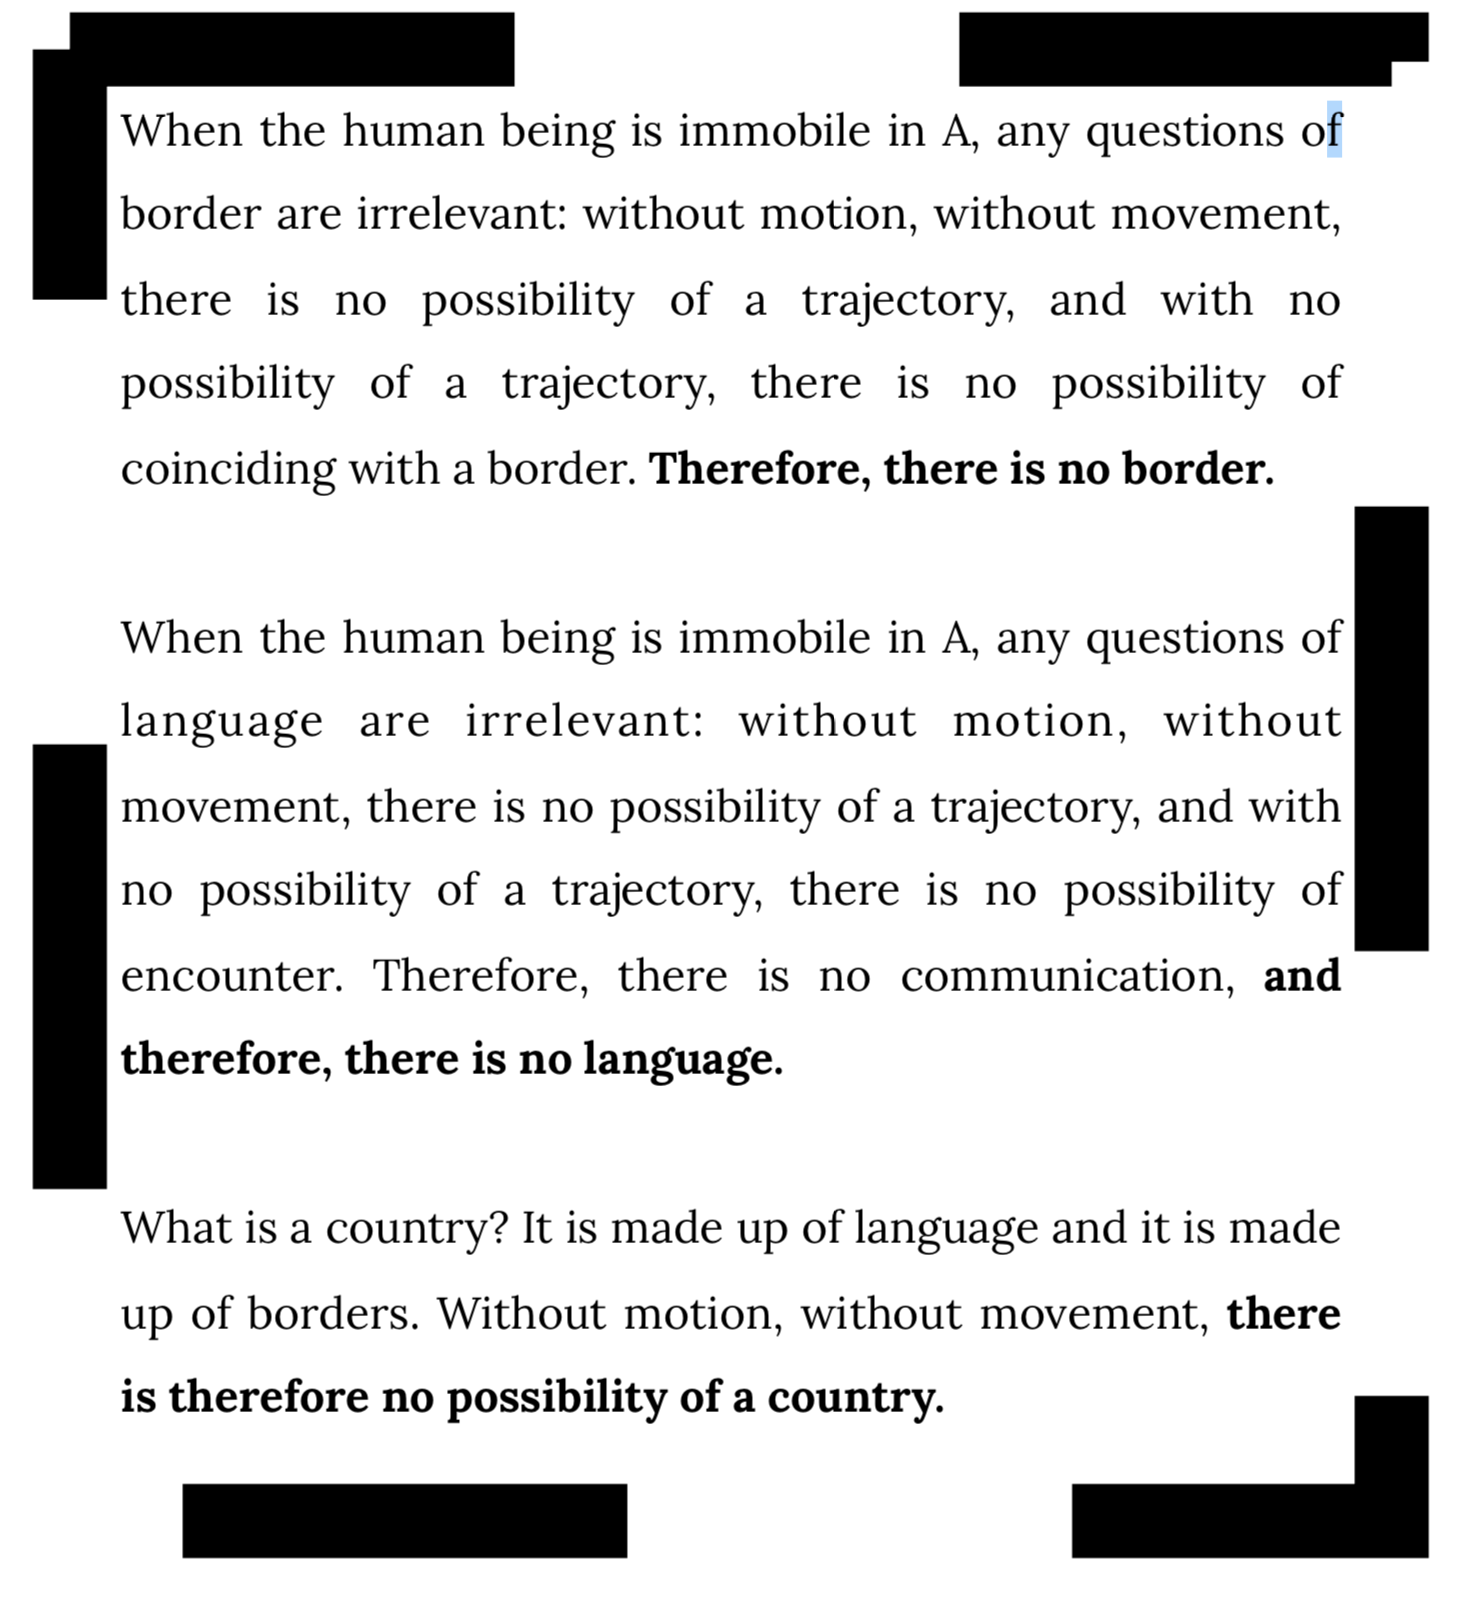 When the human being is immobile in A, any questions of
border are irrelevant: without motion, without movement,
there is no possibility of a trajectory, and with no
possibility of a trajectory, there is no possibility of
coinciding with a border. Therefore, there is no border.
When the human being is immobile in A, any questions of
language are irrelevant: without motion, without
movement, there is no possibility of a trajectory, and with
no possibility of a trajectory, there is no possibility of
encounter. Therefore, there is no communication, and
therefore, there is no language.
What is a country? It is made up of language and it is made
up of borders. Without motion, without movement, there
is therefore no possibility of a country.